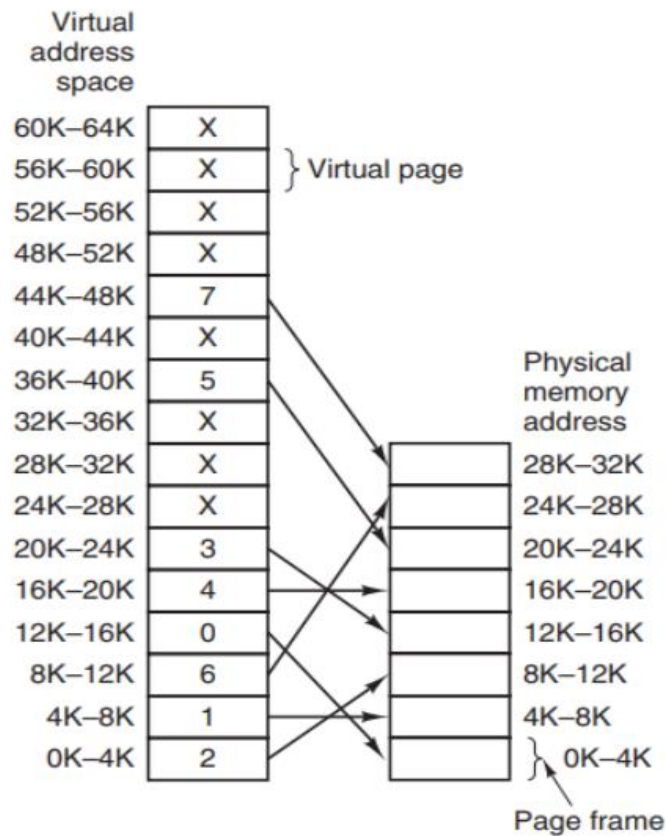 Virtual
address
space
60K–64K X
56K–60K X Virtual page
52K–56K X
48K–52K X
44K–48K 7
40K–44K X
36K–40K 5
32K–36K X
28K–32K X
24K–28K X
20K–24K 3
16K–20K 4
12K–16K 0
8K–12K 6
4K–8K 1
0K–4K 2
Physical
memory
address
28K–32K
24K–28K
20K–24K
16K–20K
12K–16K
8K–12K
4K–8K
0K–4K
Page frame